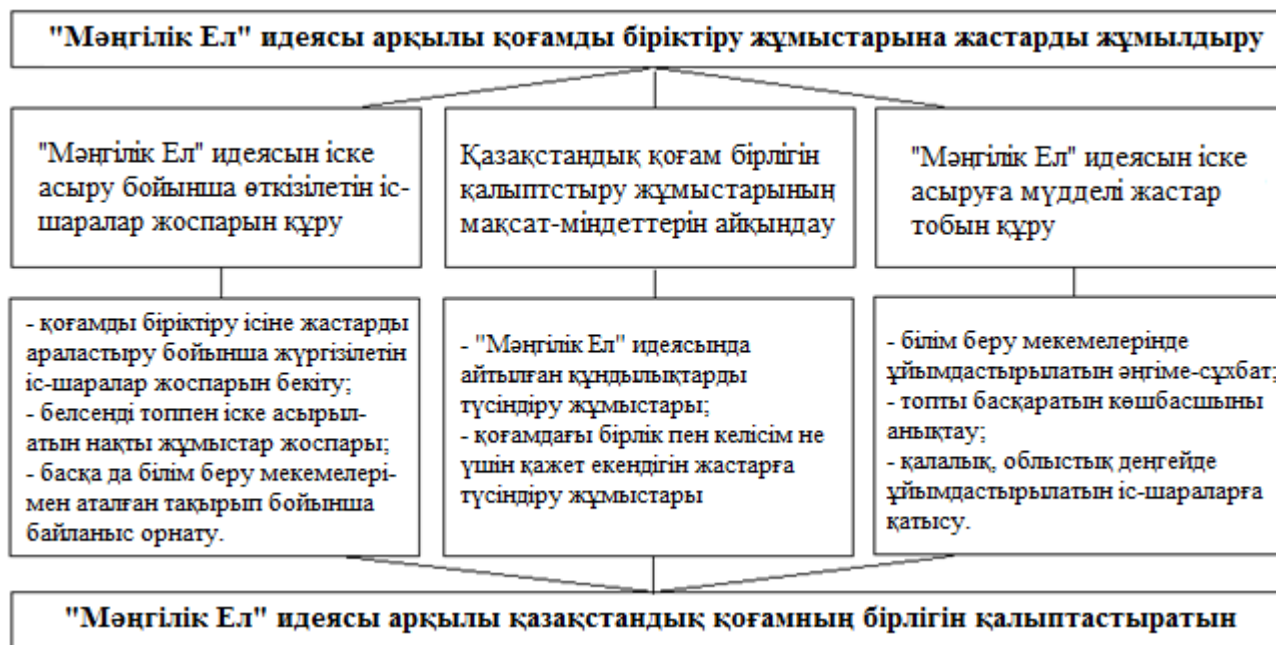 "Мәңгілік Ел" идеясы арқылы қоғамды біріктіру жұмыстарына жастарды жұмылдыру
"Мәңгілік Ел" идеясын іске
асыру бойынша өткізілетін іс-
шаралар жоспарын құру
Қазақстандық қоғам бірлігін
қалыптстыру жұмыстарының
мақсат-міндеттерін айқындау
"Мәңгілік Ел" идеясын іске
асыруға мүдделі жастар
тобын құру
- қоғамды біріктіру ісіне жастарды
араластыру бойынша жүргізілетін
іс-шаралар жоспарын бекіту;
- белсенді топпен іске асырыл-
атын нақты жұмыстар жоспары;
- басқа да білім беру мекемелері-
мен аталған тақырып бойынша
байланыс орнату.
- "Мәңгілік Ел" идеясында
айтылған құндылықтарды
түсіндіру жұмыстары;
- қоғамдағы бірлік пен келісім не
үшін қажет екендігін жастарға
түсіндіру жұмыстары
- білім беру мекемелерінде
ұйымдастырылатын әңгіме-сұхбат;
- топты басқаратын көшбасшыны
анықтау;
- қалалық, облыстық деңгейде
ұйымдастырылатын іс-шараларға
қатысу.
"Мәңгілік Ел" идеясы арқылы қазақстандық қоғамның бірлігін қалыптастыратын